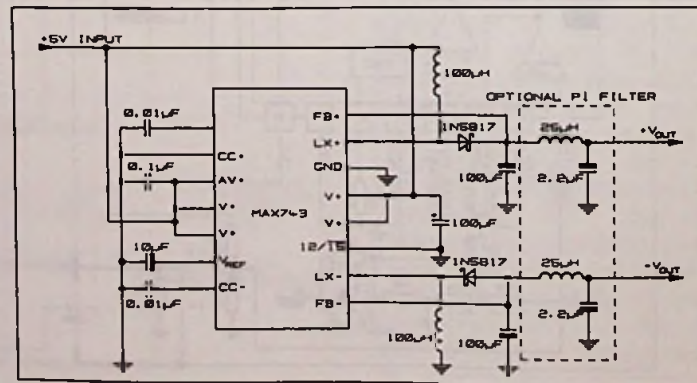 +5V INPUT
100µH
OPTIONAL PI FILTER
0.01µF
FB+
1N5817
25µH
+VOUT
LX+
CC+
0.1µF
GND
AV+
100µF
2.2µF
V+
V+
MAX743
V+
V+
100µF
10µF
12/15
VREF
1N5817
25µH
-VOUT
LX-
CC-
0.01µF
FB-
2.2µF
100µH
100µF